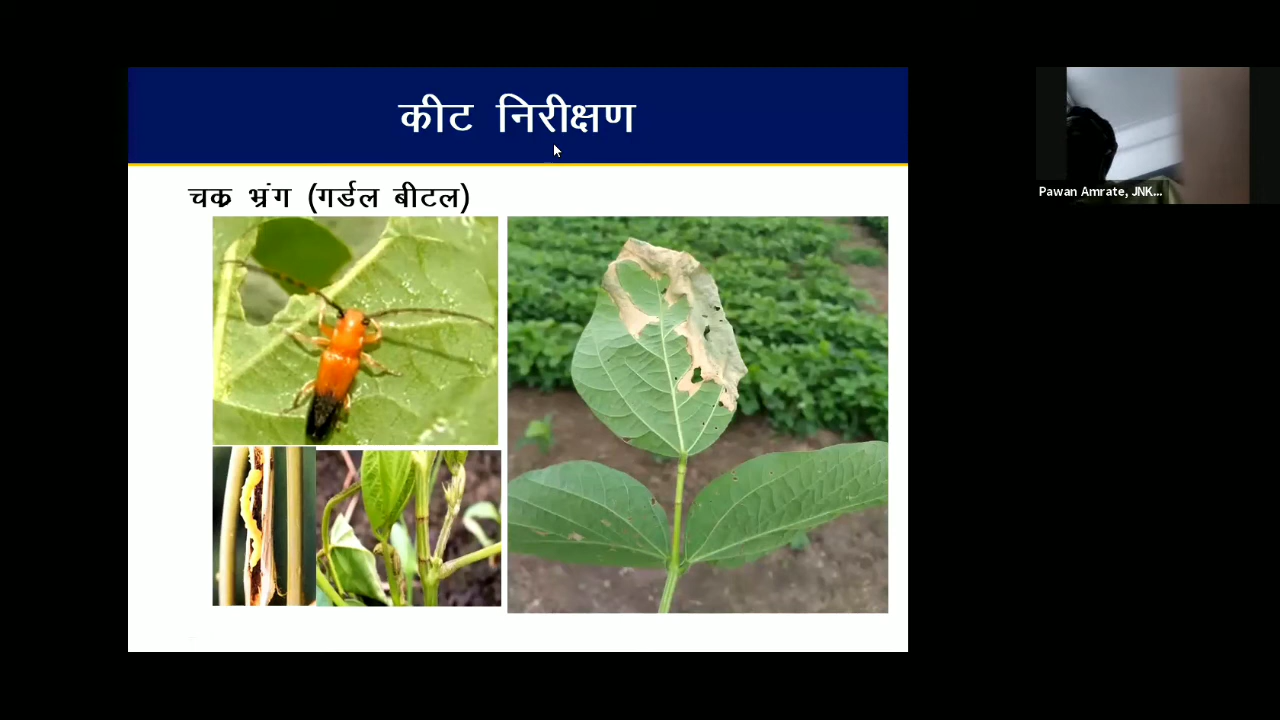 कीट निरीक्षण
चक्र भ्रंग (गर्डल बीटल)
Pawan Amrate, JNK...